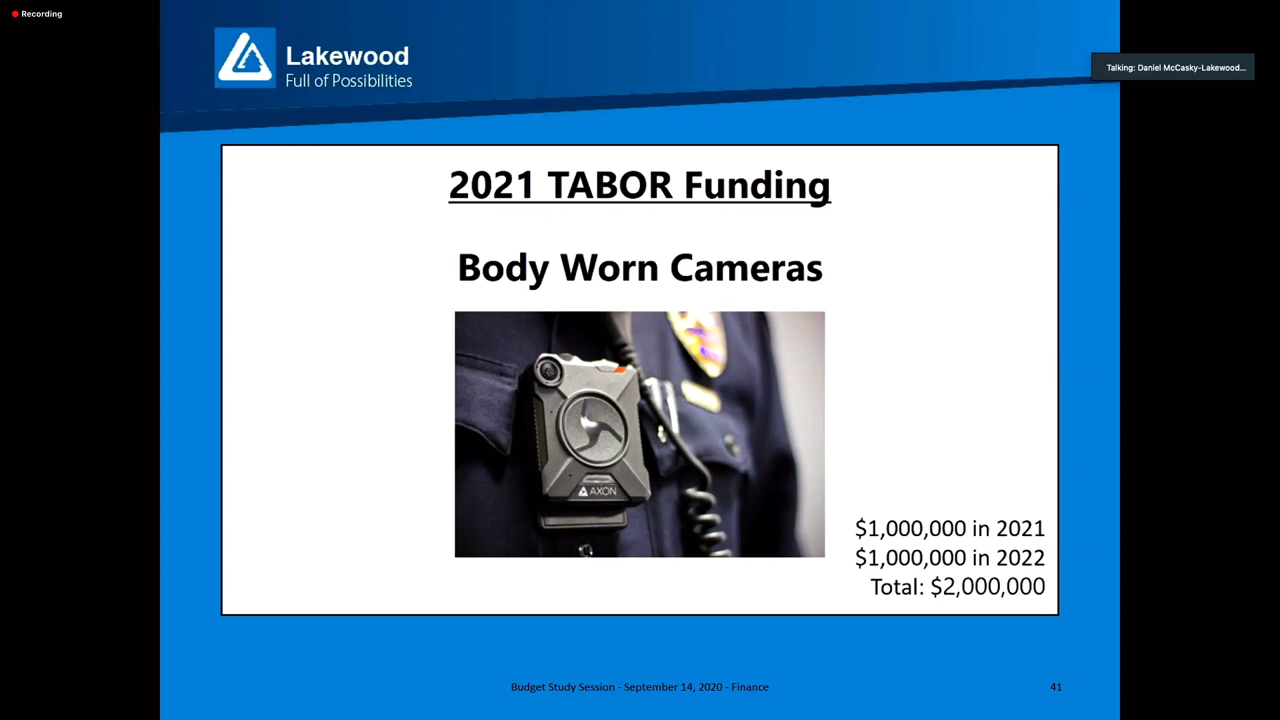 Recording
Lakewood
Full of Possibilities
Talking: Daniel McCasky-Lakewood...
2021 TABOR Funding
Body Worn Cameras
AXON
$1,000,000 in 2021
$1,000,000 in 2022
Total: $2,000,000
Budget Study Session - September 14, 2020 - Finance
41